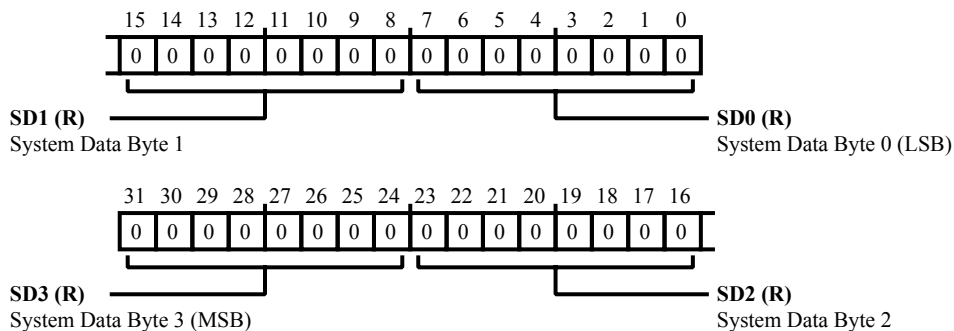 15 14 13 12 11 10 9 8 7 6 5 4 3 2 1 0
0 0 0 0 0 0 0 0 0 0 0 0 0 0 0 0
SD1 (R) SD0 (R)
System Data Byte 1 System Data Byte 0 (LSB)
31 30 29 28 27 26 25 24 23 22 21 20 19 18 17 16
0 0 0 0 0 0 0 0 0 0 0 0 0 0 0 0
SD3 (R) SD2 (R)
System Data Byte 3 (MSB) System Data Byte 2